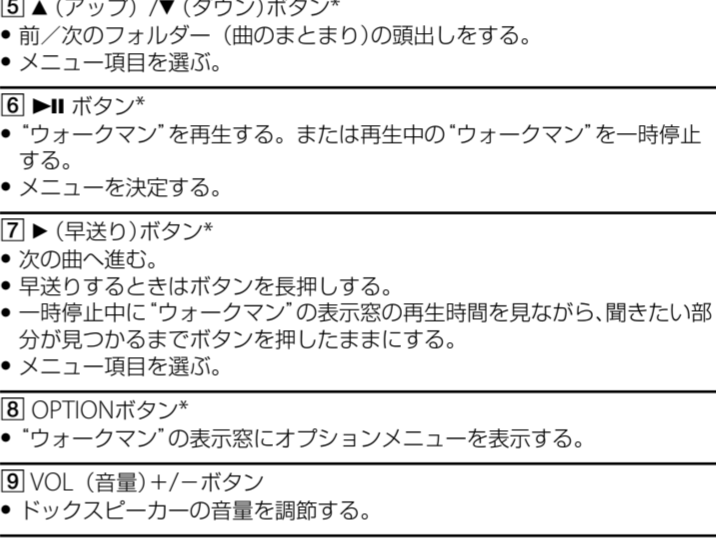 5 ▲(アップ)/▼(ダウン)ボタン*
● 前／次のフォルダー（曲のまとまり)の頭出しをする。
● メニュー項目を選ぶ。
6 ►II ボタン*
● “ウォークマン”を再生する。または再生中の“ウォークマン”を一時停止
する。
● メニューを決定する。
7 ►(早送り)ボタン*
● 次の曲へ進む。
● 早送りするときはボタンを長押しする。
● 一時停止中に“ウォークマン”の表示窓の再生時間を見ながら、聞きたい部
分が見つかるまでボタンを押したままにする。
● メニュー項目を選ぶ。
8 OPTIONボタン*
● “ウォークマン”の表示窓にオプションメニューを表示する。
9 VOL（音量)＋/－ボタン
● ドックスピーカーの音量を調節する。